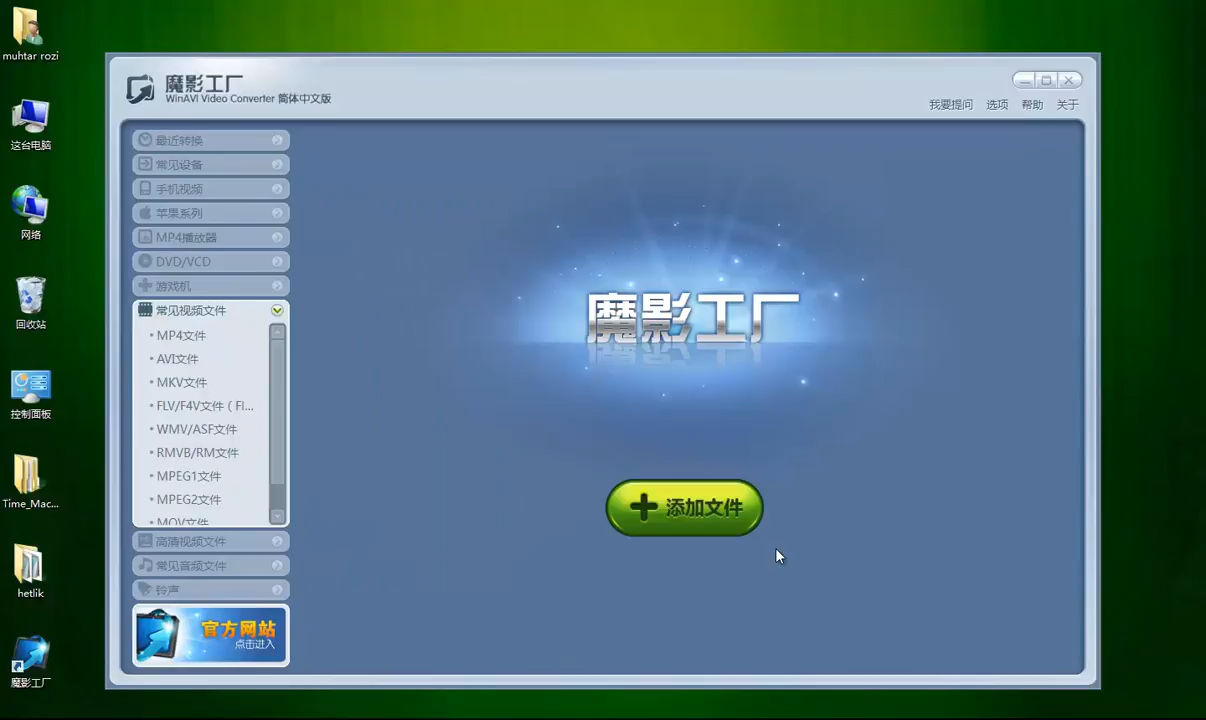 muhtar rozi
这台电脑
网络
回收站
控制面板
Time_Mac...
hetlik
魔影工厂
魔影工厂
WinAVI Video Converter 简体中文版
我要提问 选项 帮助 关于
最近转换
常见设备
手机视频
苹果系列
MP4播放器
DVD/VCD
游戏机
常见视频文件
• MP4文件
• AVI文件
• MKV文件
• FLV/F4V文件 ( Fl...
• WMV/ASF文件
• RMVB/RM文件
• MPEG1文件
• MPEG2文件
• MOV文件
高清视频文件
常见音频文件
铃声
官方网站
点击进入
魔影工厂
添加文件